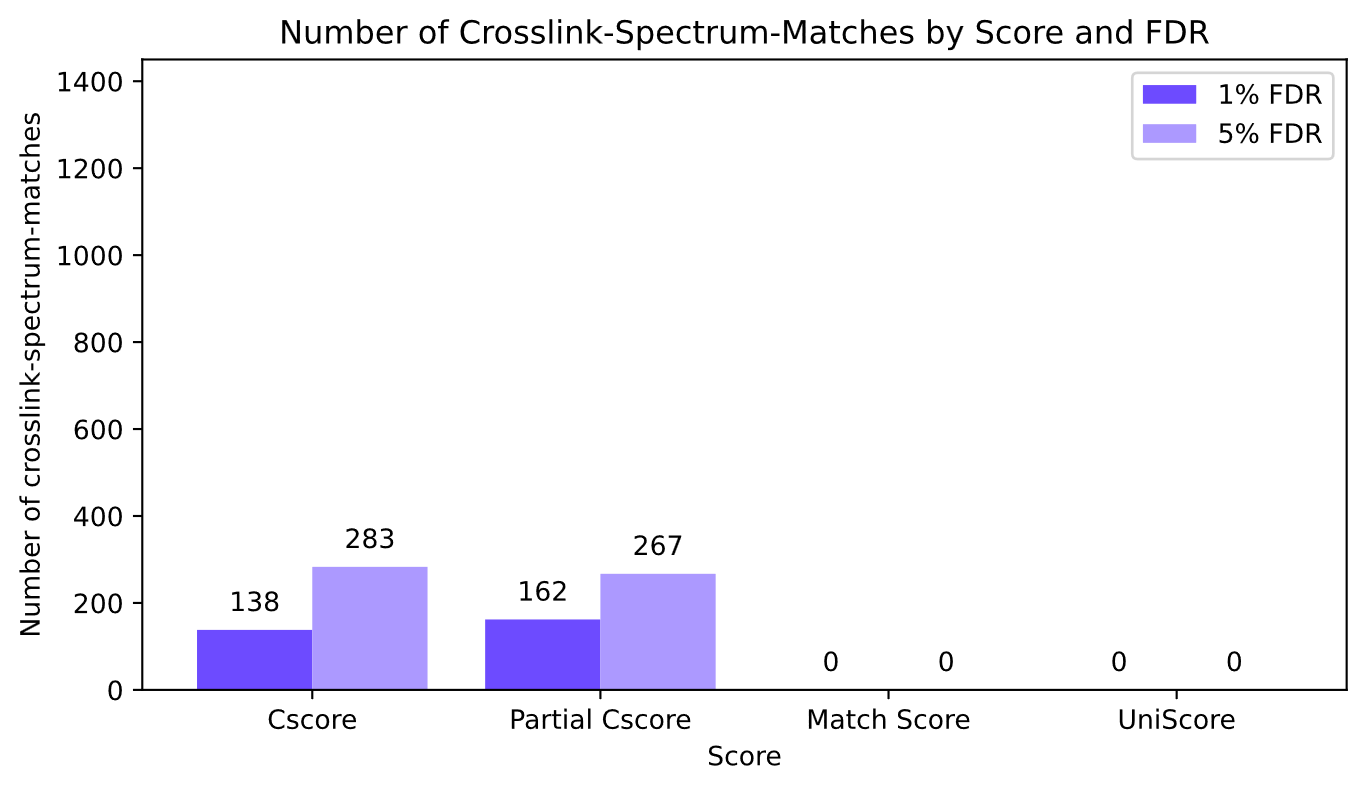 Number of Crosslink-Spectrum-Matches by Score and FDR
1% FDR
5% FDR
Number of crosslink-spectrum-matches
1400
1200
1000
800
600
400
200
0
138
283
162
267
0
0
0
0
Cscore
Partial Cscore
Match Score
UniScore
Score